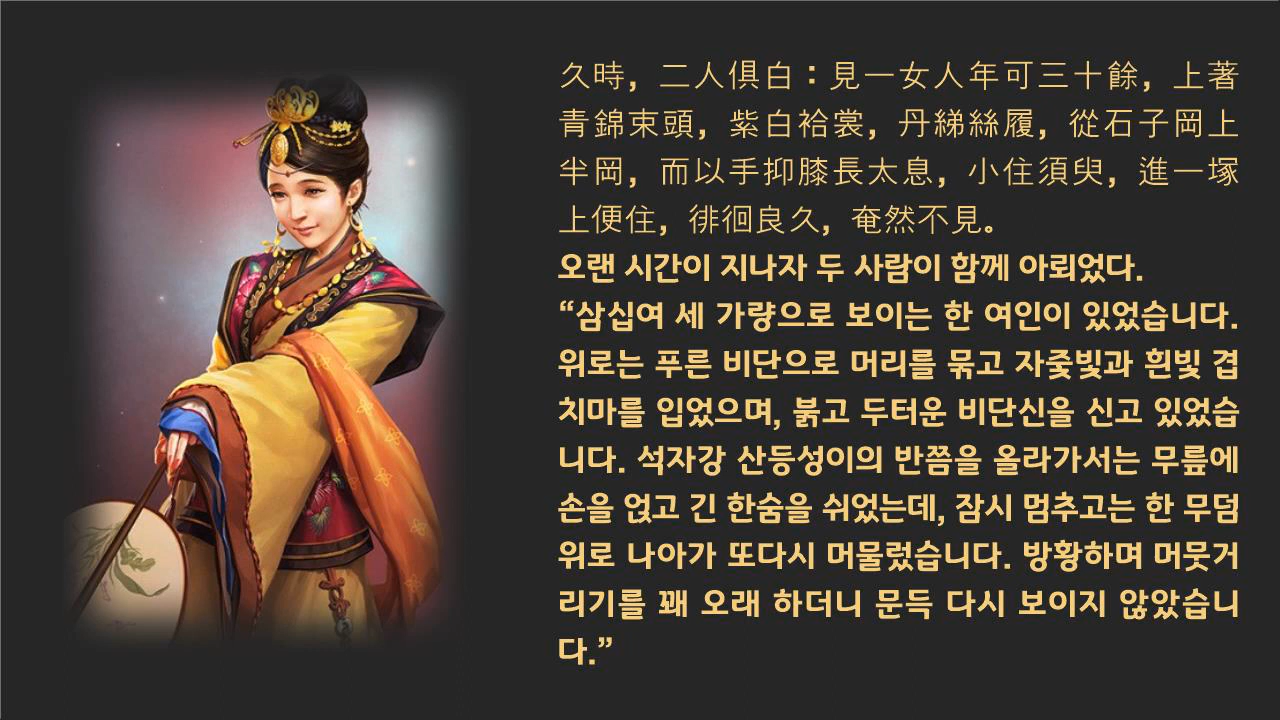 久時，二人俱白：見一女人年可三十餘，上著
青錦束頭，紫白袷裳，丹綈絲履，從石子岡上
半岡，而以手抑膝長太息，小住須臾，進一塚
上便住，徘徊良久，奄然不見。
오랜 시간이 지나자 두 사람이 함께 아뢰었다.
“삼십여 세 가량으로 보이는 한 여인이 있었습니다.
위로는 푸른 비단으로 머리를 묶고 자줓빛과 흰빛 겹
치마를 입었으며, 붉고 두터운 비단신을 신고 있었습
니다. 석자강 산등성이의 반쯤을 올라가서는 무릎에
손을 얹고 긴 한숨을 쉬었는데, 잠시 멈추고는 한 무덤
위로 나아가 또다시 머물렀습니다. 방황하며 머뭇거
리기를 꽤 오래 하더니 문득 다시 보이지 않았습니
다.”